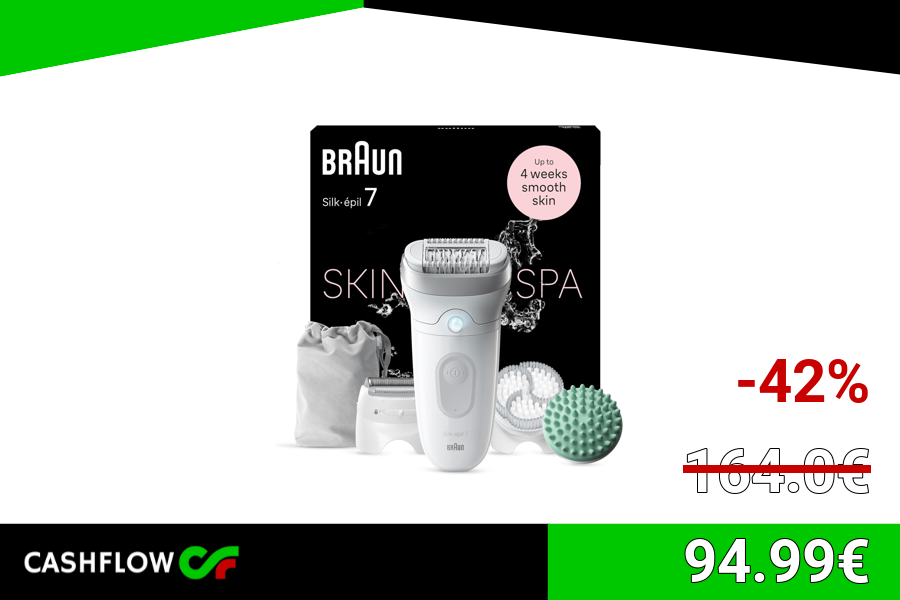 BRAUN
Silk·épil 7
Up to
4 weeks
smooth
skin
SKIN SPA
BRAUN
-42%
164.0€
CASHFLOW
94.99€